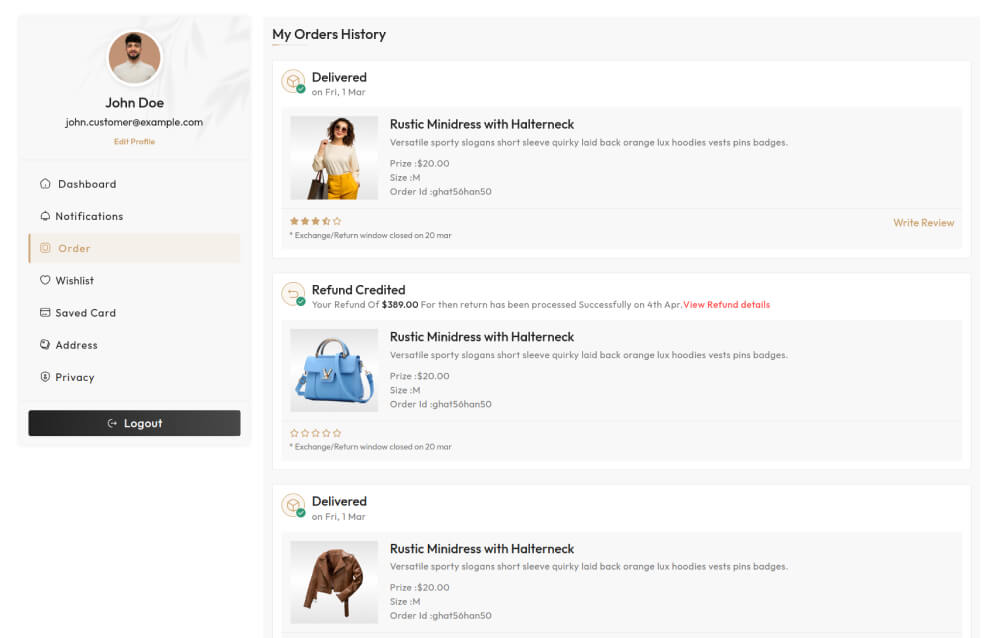 John Doe
john.customer@example.com
Edit Profile
Dashboard
Notifications
Order
Wishlist
Saved Card
Address
Privacy
Logout
My Orders History
Delivered
on Fri, 1 Mar
Rustic Minidress with Halterneck
Versatile sporty slogans short sleeve quirky laid back orange lux hoodies vests pins badges.
Prize :$20.00
Size :M
Order Id :ghat56han50
Write Review
* Exchange/Return window closed on 20 mar
Refund Credited
Your Refund Of $389.00 For then return has been processed Successfully on 4th Apr.View Refund details
Rustic Minidress with Halterneck
Versatile sporty slogans short sleeve quirky laid back orange lux hoodies vests pins badges.
Prize :$20.00
Size :M
Order Id :ghat56han50
* Exchange/Return window closed on 20 mar
Delivered
on Fri, 1 Mar
Rustic Minidress with Halterneck
Versatile sporty slogans short sleeve quirky laid back orange lux hoodies vests pins badges.
Prize :$20.00
Size :M
Order Id :ghat56han50